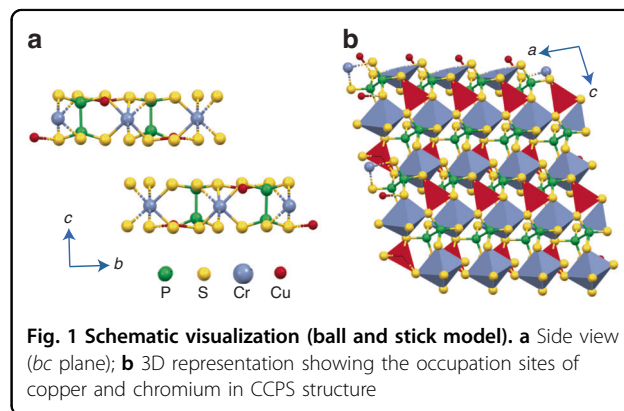 a
b
a
c
c
b
P
S
Cr
Cu
Fig. 1 Schematic visualization (ball and stick model). a Side view
(bc plane); b 3D representation showing the occupation sites of
copper and chromium in CCPS structure